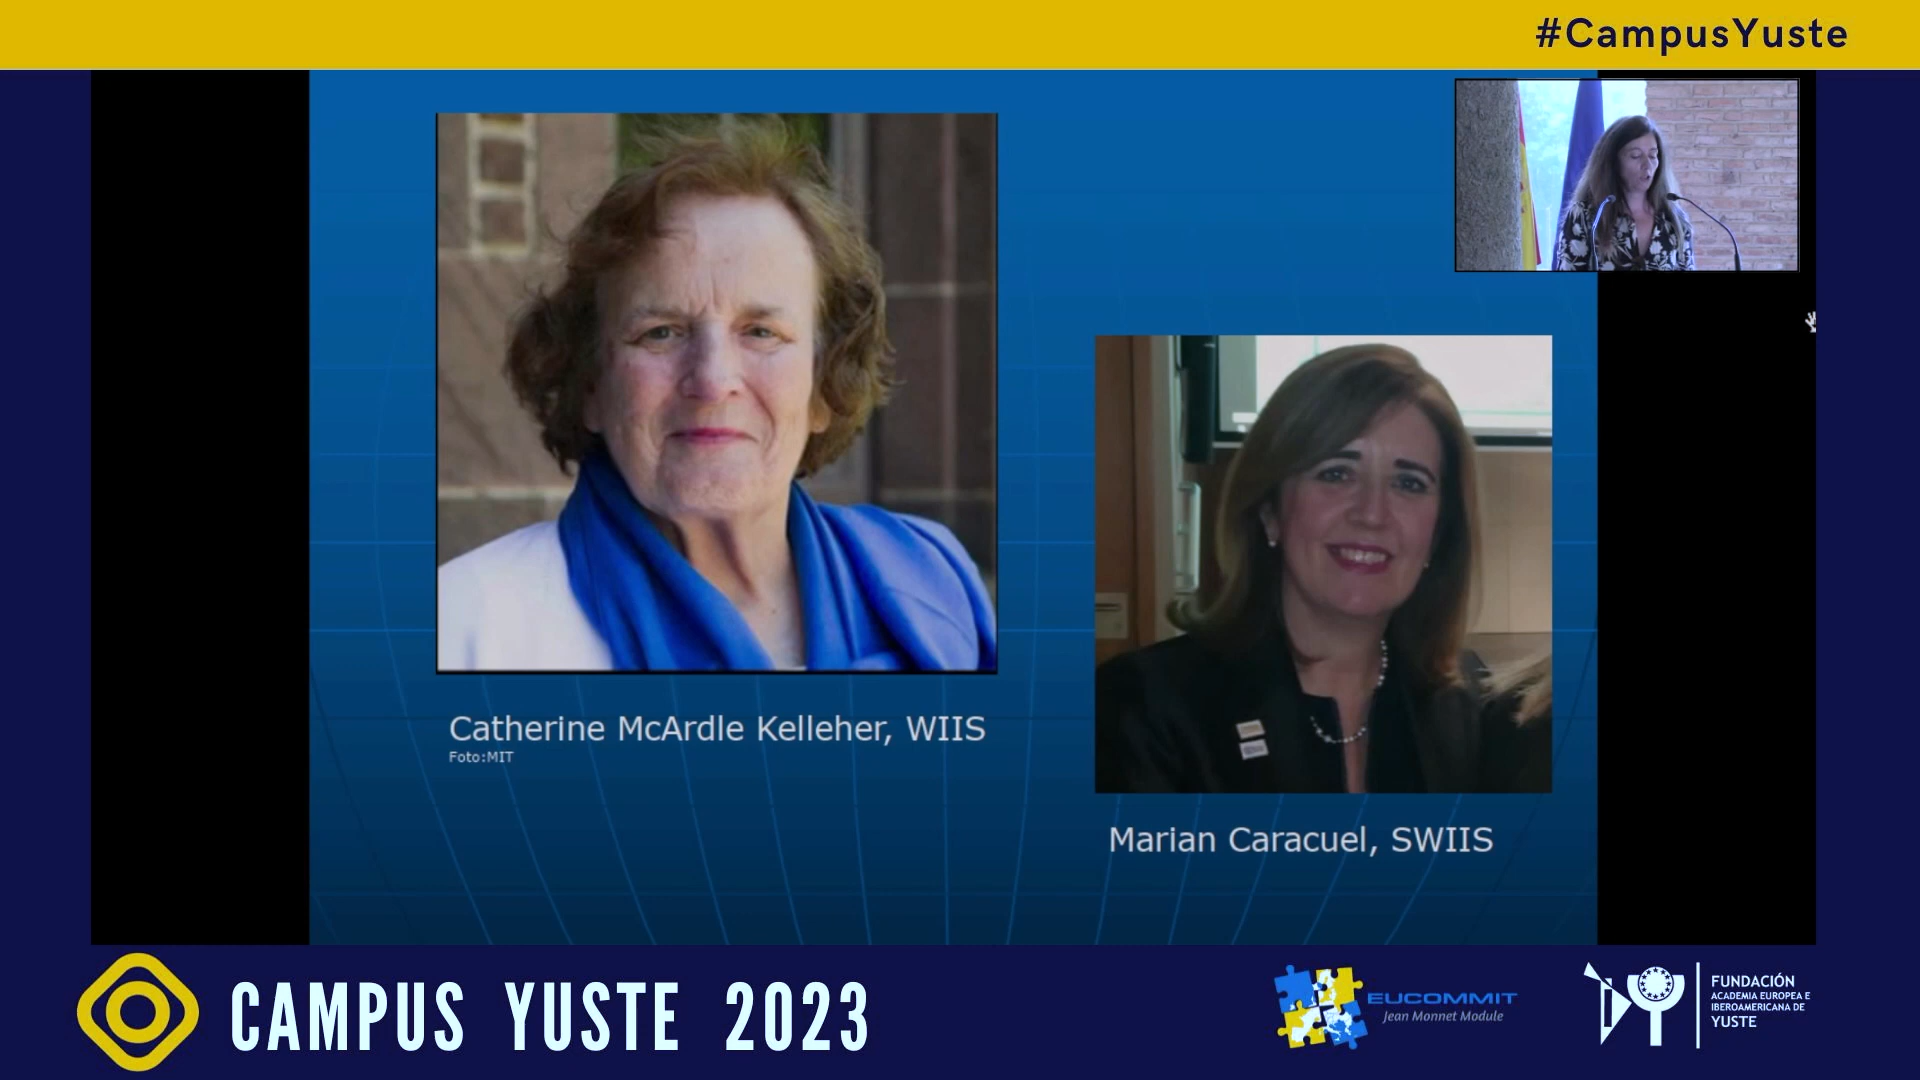 #CampusYuste
Catherine McArdle Kelleher, WIIS
Foto:MIT
Marian Caracuel, SWIIS
CAMPUS YUSTE 2023
EUCOMMIT
Jean Monnet Module
FUNDACIÓN
ACADEMIA EUROPEA E
IBEROAMERICANA DE
YUSTE